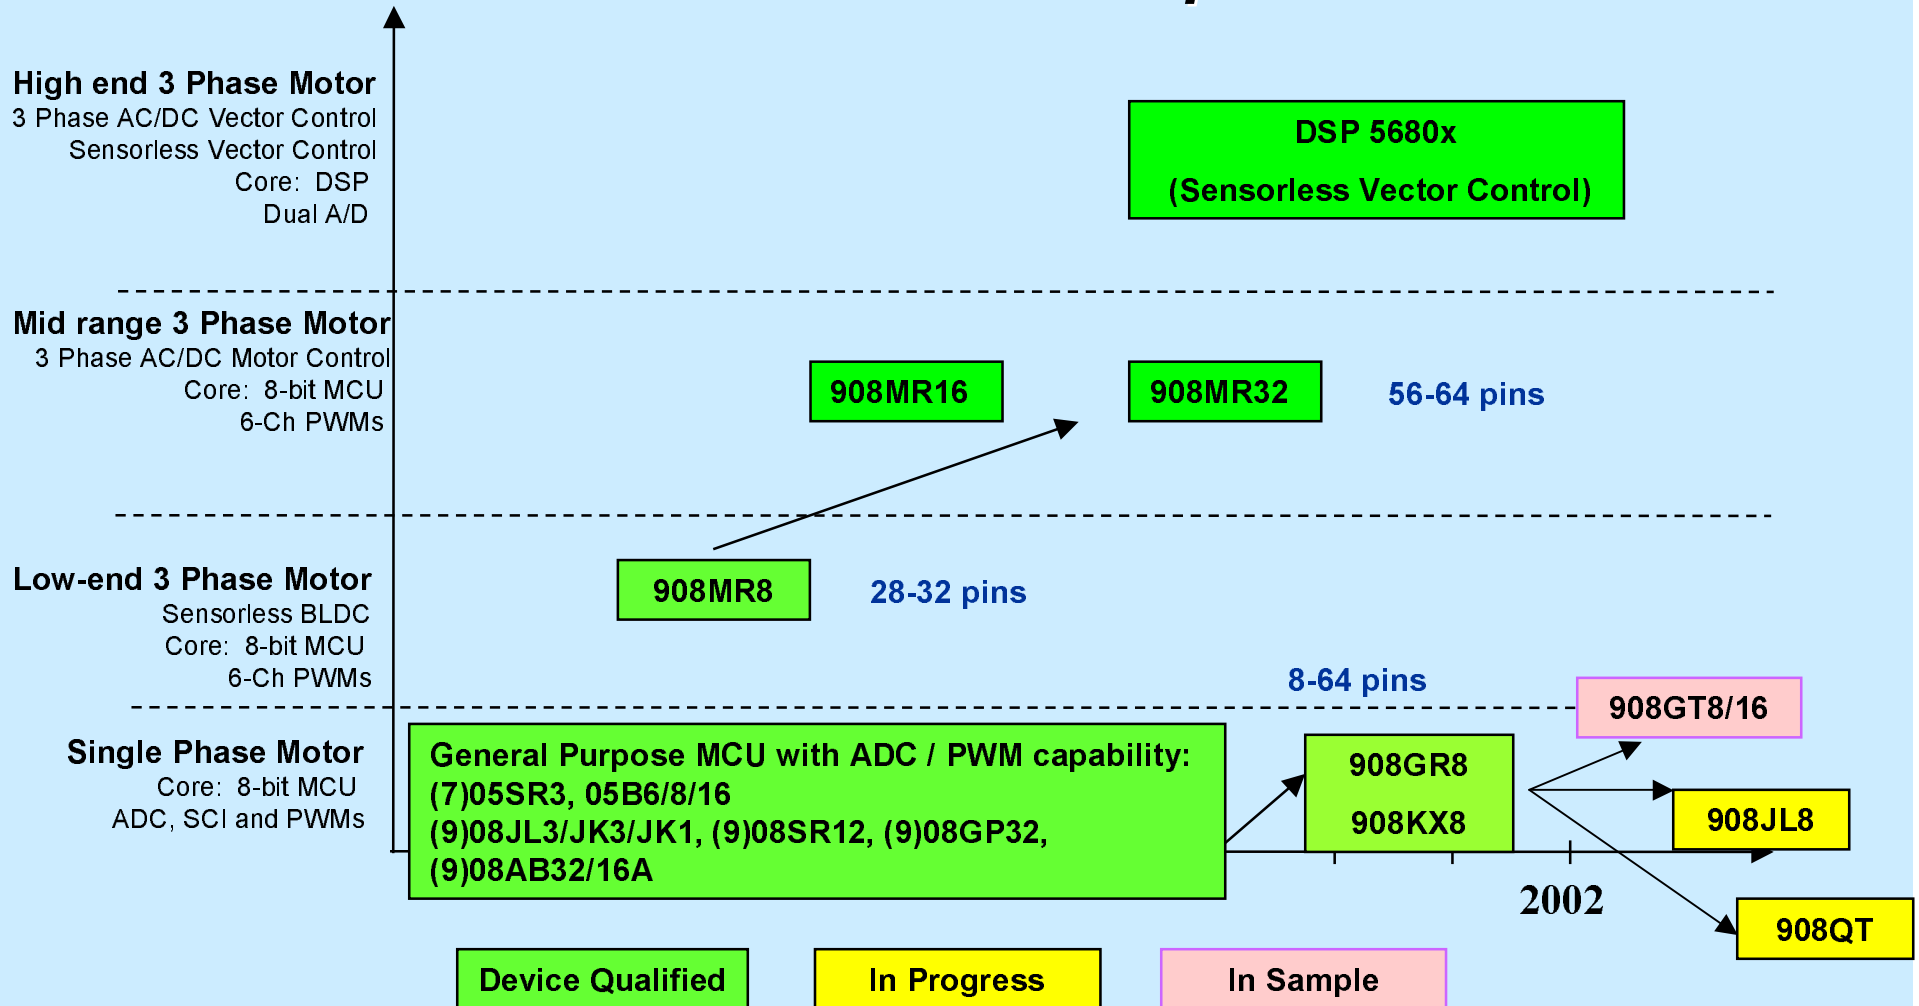 High end 3 Phase Motor
3 Phase AC/DC Vector Control
Sensorless Vector Control
Core: DSP
Dual A/D
DSP 5680x
(Sensorless Vector Control)
Mid range 3 Phase Motor
3 Phase AC/DC Motor Control
Core: 8-bit MCU
6-Ch PWMs
908MR16
908MR32
56-64 pins
Low-end 3 Phase Motor
Sensorless BLDC
Core: 8-bit MCU
6-Ch PWMs
908MR8
28-32 pins
8-64 pins
Single Phase Motor
Core: 8-bit MCU
ADC, SCI and PWMs
General Purpose MCU with ADC / PWM capability:
(7)05SR3, 05B6/8/16
(9)08JL3/JK3/JK1, (9)08SR12, (9)08GP32,
(9)08AB32/16A
908GR8
908KX8
908GT8/16
908JL8
908QT
2002
Device Qualified
In Progress
In Sample